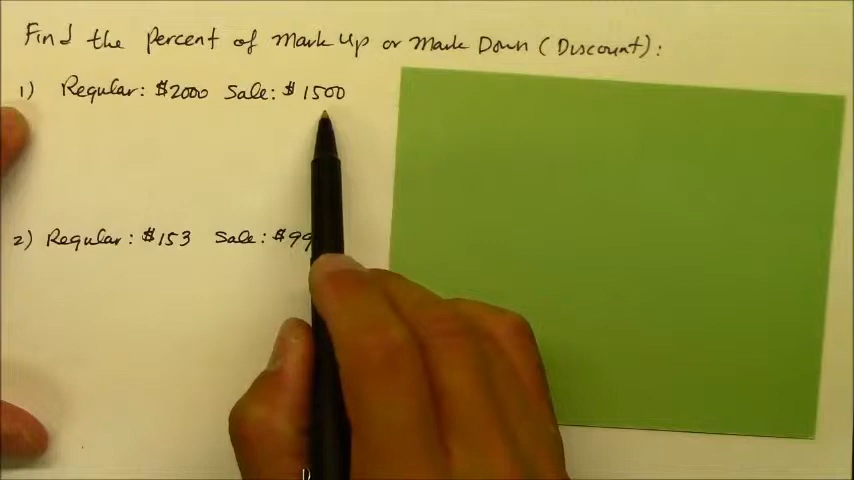 Find the Percent of Mark Up or Mark Down (Discount):
1) Regular: $2000 Sale: $1500
2) Regular: $153 Sale: $99